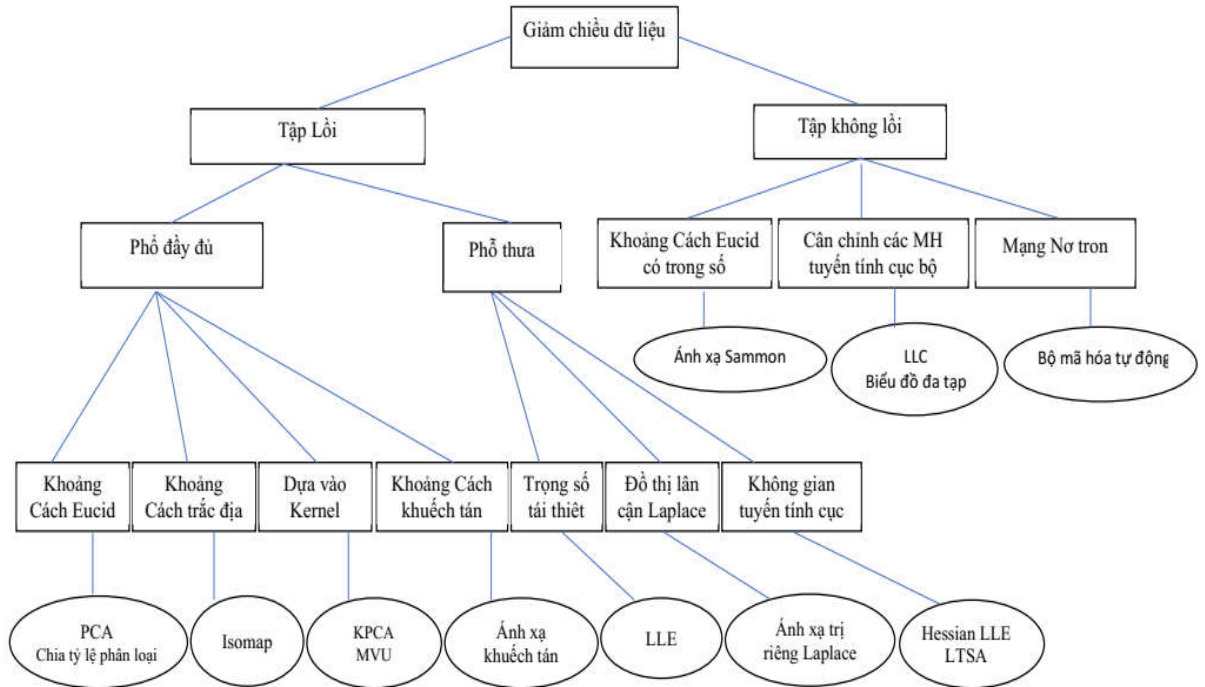 Giảm chiều dữ liệu
Tập Lồi
Tập không lồi
Phổ đầy đủ
Phỗ thưa
Khoảng Cách Eucid
có trong số
Cân chỉnh các MH
tuyến tính cục bộ
Mạng Nơ tron
Ánh xạ Sammon
LLC
Biểu đồ đa tạp
Bộ mã hóa tự động
Khoảng
Cách Eucid
Khoảng
Cách trắc địa
Dựa vào
Kernel
Khoảng Cách
khuếch tán
Trọng số
tái thiêt
Đồ thị lân
cận Laplace
Không gian
tuyến tính cục
PCA
Chia tỷ lệ phân loại
Isomap
KPCA
MVU
Ánh xạ
khuếch tán
LLE
Ánh xạ trị
riêng Laplace
Hessian LLE
LTSA